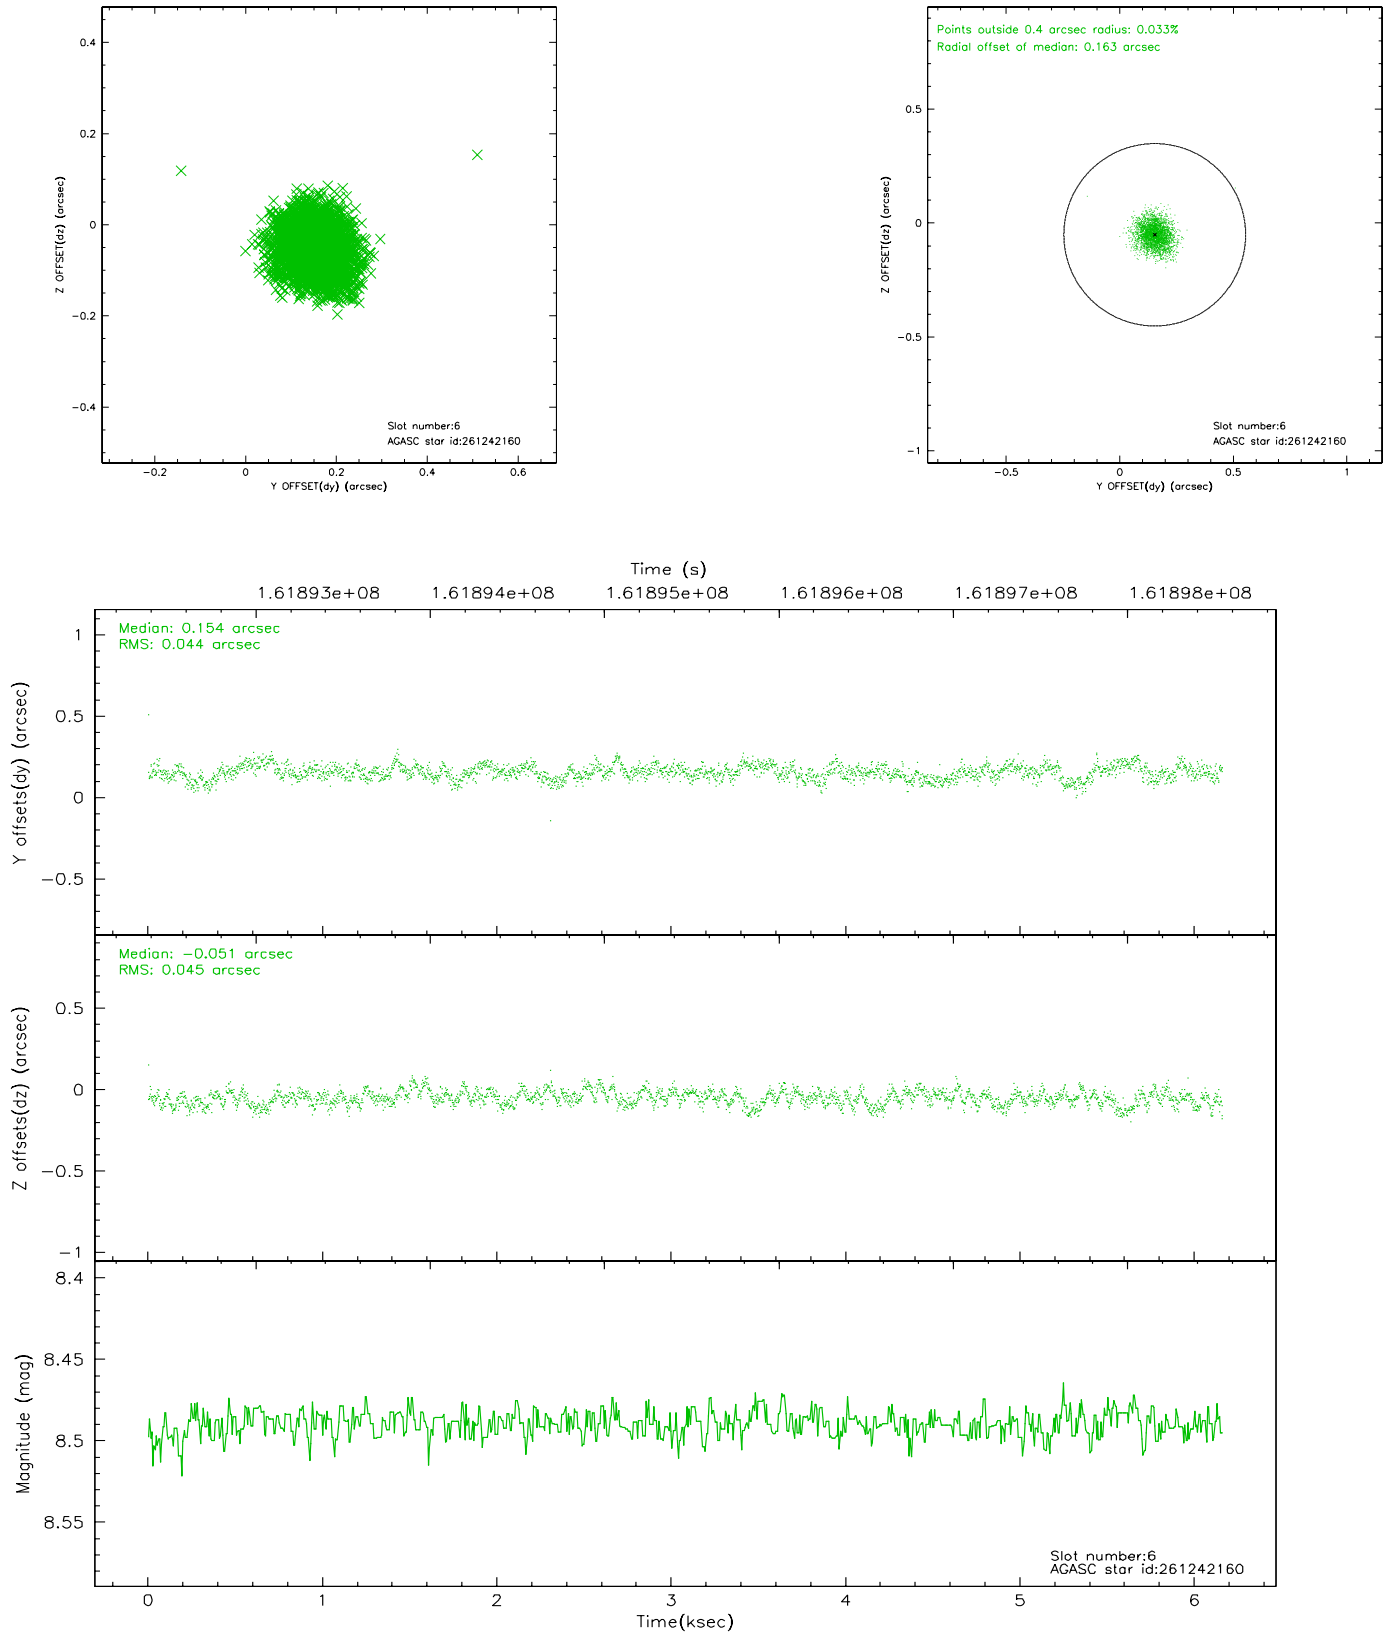 0.4
0.2
0
−0.2
−0.4
Z OFFSET(dz) (arcsec)
Slot number:6
AGASC star id:261242160
−0.2 0 0.2 0.4 0.6
Y OFFSET(dy) (arcsec)
Points outside 0.4 arcsec radius: 0.033%
Radial offset of median: 0.163 arcsec
0.5
0
−0.5
−1
Z OFFSET(dz) (arcsec)
Slot number:6
AGASC star id:261242160
−0.5 0 0.5 1
Y OFFSET(dy) (arcsec)
Time (s)
1.61893e+08 1.61894e+08 1.61895e+08 1.61896e+08 1.61897e+08 1.61898e+08
Median: 0.154 arcsec
RMS: 0.044 arcsec
1
0.5
0
−0.5
Y offsets(dy) (arcsec)
Median: −0.051 arcsec
RMS: 0.045 arcsec
0.5
0
−0.5
−1
Z offsets(dz) (arcsec)
8.4
8.45
8.5
8.55
Magnitude (mag)
Slot number:6
AGASC star id:261242160
0 1 2 3 4 5 6
Time(ksec)